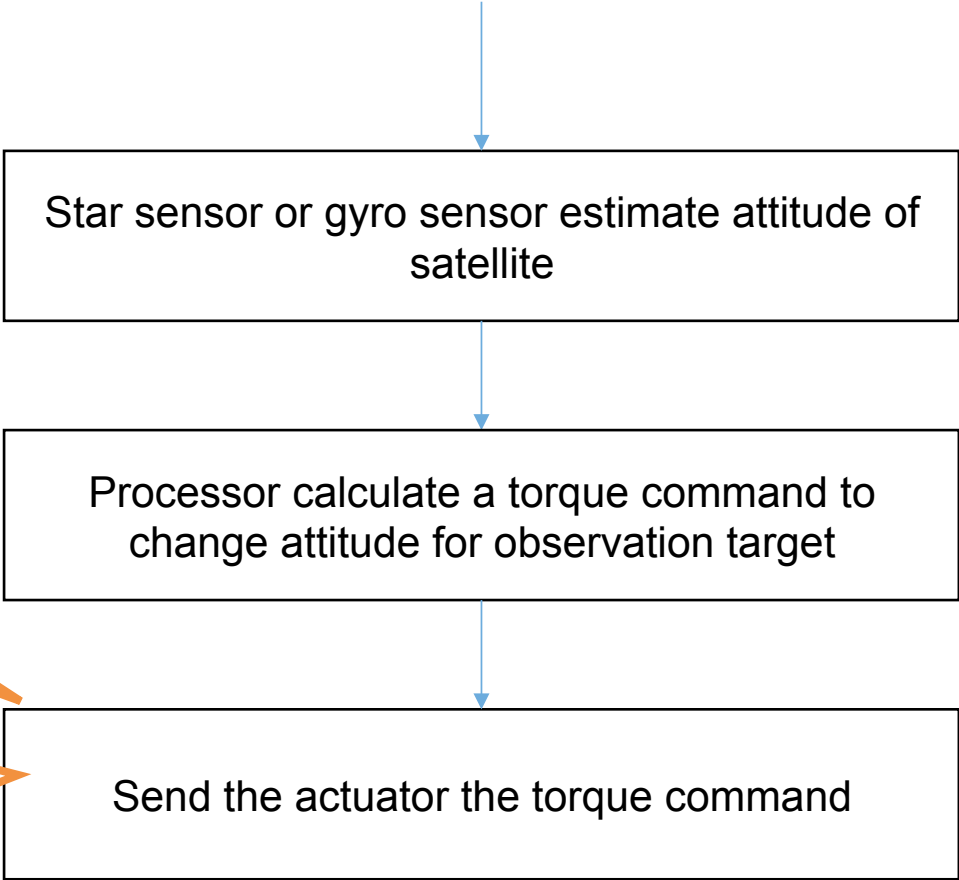 Star sensor or gyro sensor estimate attitude of
satellite
Processor calculate a torque command to
change attitude for observation target
Send the actuator the torque command